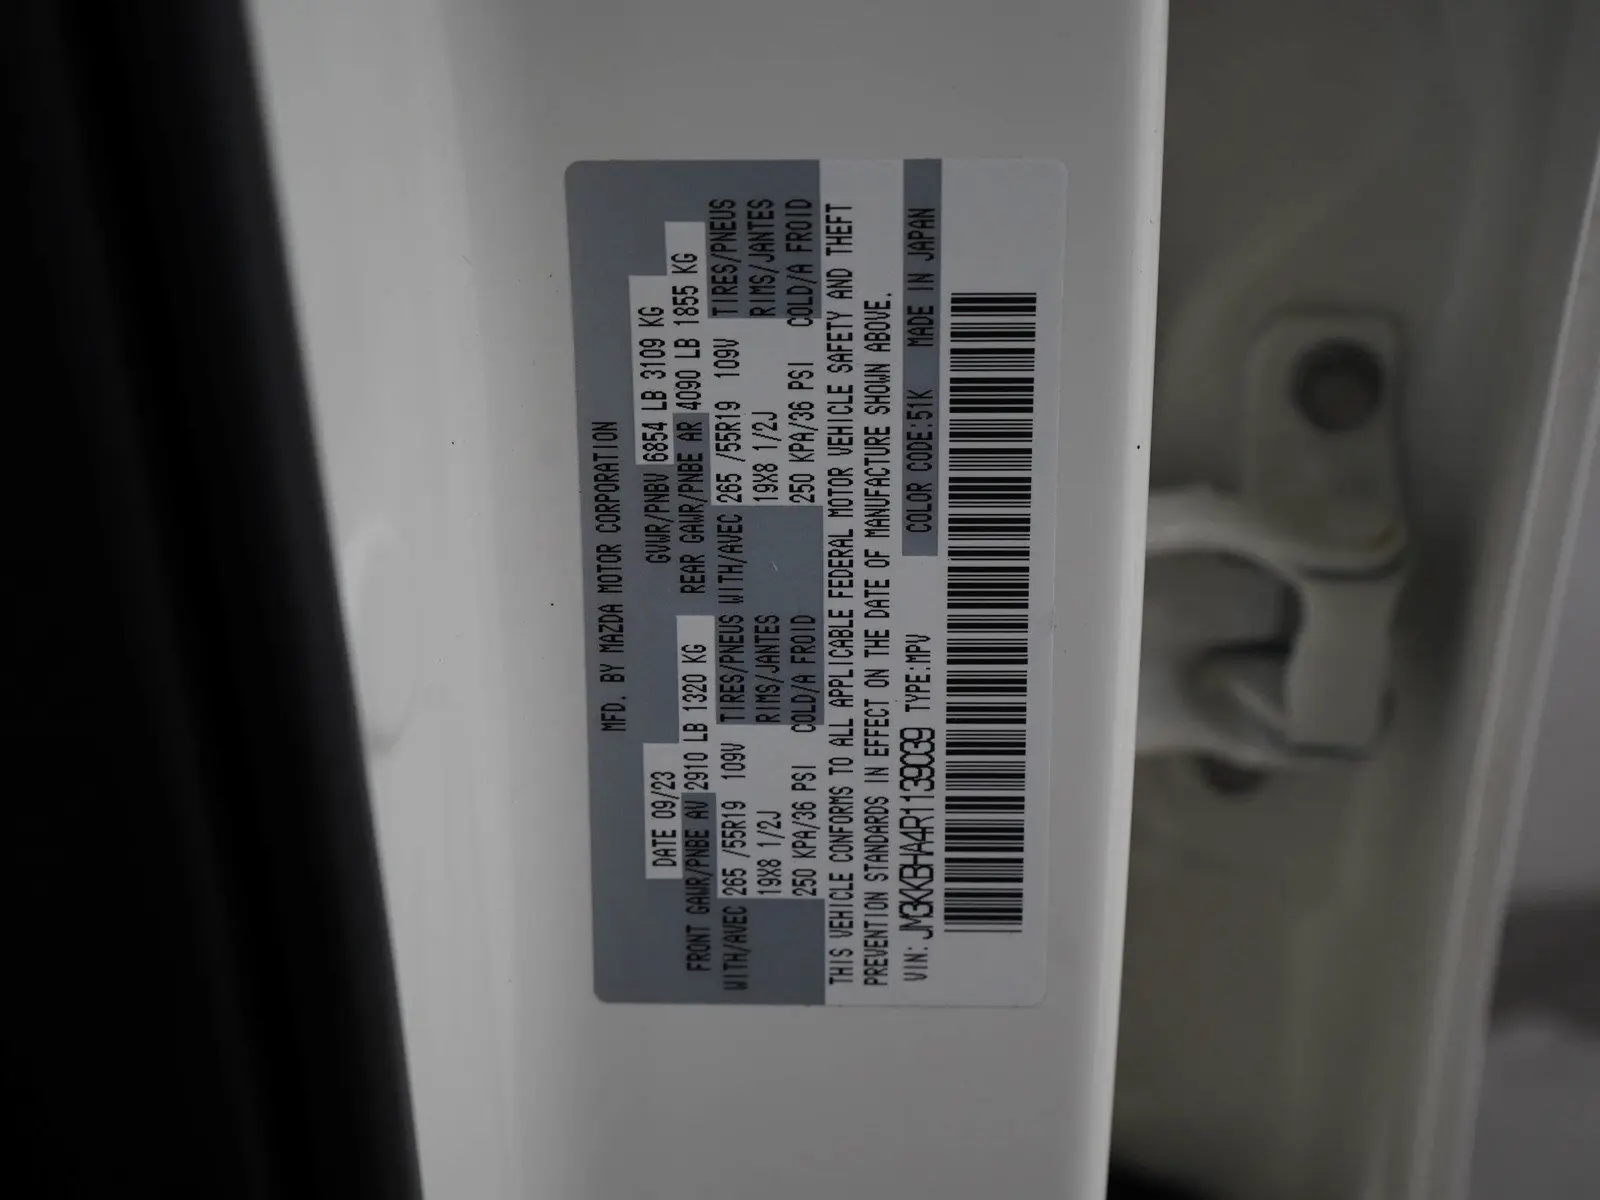 MFD. BY MAZDA MOTOR CORPORATION
DATE 09/23 GVWR/PNBV 6854 LB 3109 KG
FRONT GAWR/PNBE AV 2910 LB 1320 KG REAR GAWR/PNBE AR 4090 LB 1855 KG
WITH/AVEC 265 /55R19 109V TIRES/PNEUS WITH/AVEC 265 /55R19 109V TIRES/PNEUS
19X8 1/2J RIMS/JANTES 19X8 1/2J RIMS/JANTES
250 KPA/36 PSI COLD/A FROID 250 KPA/36 PSI COLD/A FROID
THIS VEHICLE CONFORMS TO ALL APPLICABLE FEDERAL MOTOR VEHICLE SAFETY AND THEFT
PREVENTION STANDARDS IN EFFECT ON THE DATE OF MANUFACTURE SHOWN ABOVE.
VIN: JM3KKBHA4R1139039 TYPE:MPV COLOR CODE:51K MADE IN JAPAN